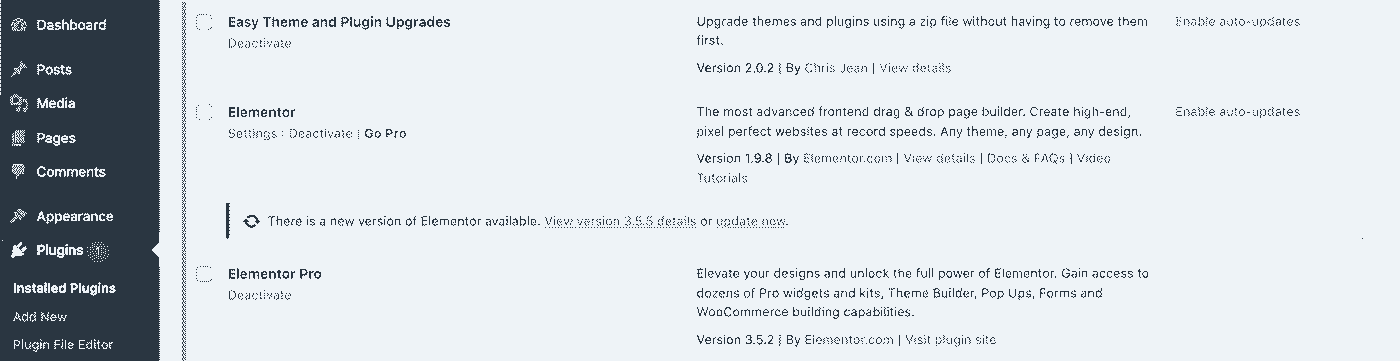 Dashboard
Posts
Media
Pages
Comments
Appearance
Plugins 1
Installed Plugins
Add New
Plugin File Editor
Easy Theme and Plugin Upgrades
Deactivate
Upgrade themes and plugins using a zip file without having to remove them
first.
Version 2.0.2 | By Chris Jean | View details
Enable auto-updates
Elementor
Settings | Deactivate | Go Pro
The most advanced frontend drag & drop page builder. Create high-end,
pixel perfect websites at record speeds. Any theme, any page, any design.
Version 1.9.8 | By Elementor.com | View details | Docs & FAQs | Video
Tutorials
Enable auto-updates
There is a new version of Elementor available. View version 3.5.5 details or update now.
Elementor Pro
Deactivate
Elevate your designs and unlock the full power of Elementor. Gain access to
dozens of Pro widgets and kits, Theme Builder, Pop Ups, Forms and
WooCommerce building capabilities.
Version 3.5.2 | By Elementor.com | Visit plugin site